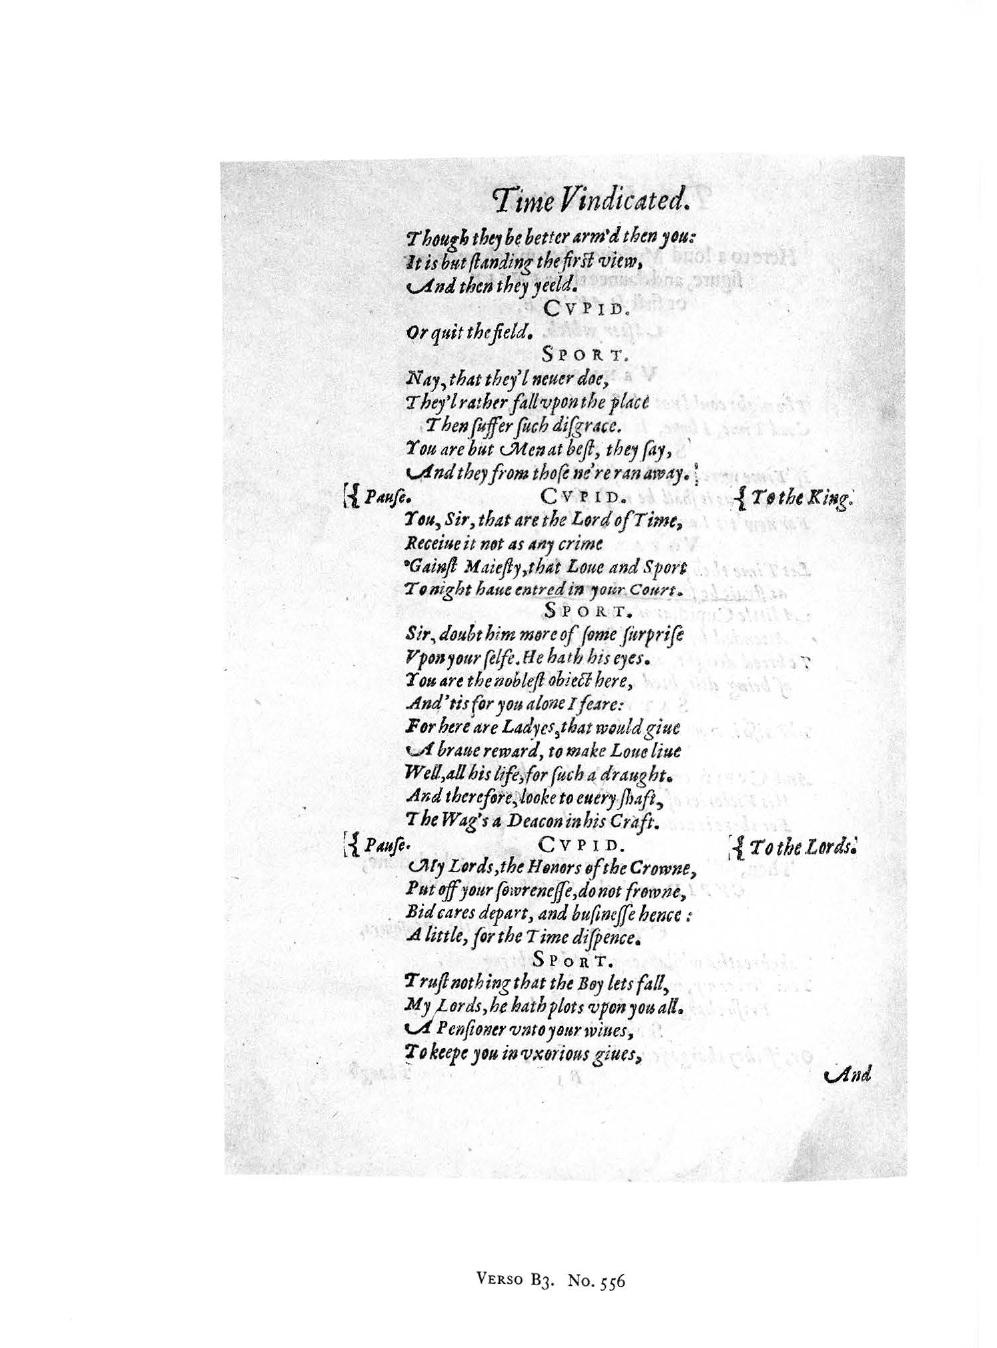 Time Vindicated.
Though they be better arm'd then you:
It is but ſtanding the firſt view,
And then they yeeld.
CVPID.
Or quit the field.
SPORT.
Nay, that they'l neuer doe,
They'l rather fall vpon the place
Then ſuffer ſuch diſgrace.
You are but Men at beſt, they ſay,
And they from thoſe ne're ran away.
{Pauſe. CVPID. {To the King.
You, Sir, that are the Lord of Time,
Receiue it not as any crime
'Gainſt Maieſty, that Loue and Sport
To night haue entred in your Court.
SPORT.
Sir, doubt him more of ſome ſurpriſe
Vpon your ſelfe. He hath his eyes.
You are the nobleſt obiect here,
And 'tis for you alone I feare:
For here are Ladyes, that would giue
A braue reward, to make Loue liue
Well, all his life, for ſuch a draught.
And therefore, looke to euery ſhaft,
The Wag's a Deacon in his Craft.
{Pauſe. CVPID. {To the Lords.
My Lords, the Honors of the Crowne,
Put off your ſowreneſſe, do not frowne,
Bid cares depart, and buſineſſe hence:
A little, for the Time diſpence.
SPORT.
Truſt nothing that the Boy lets fall,
My Lords, he hath plots vpon you all.
A Penſioner vnto your wiues,
To keepe you in vxorious giues,
And
VERSO B3. No. 556